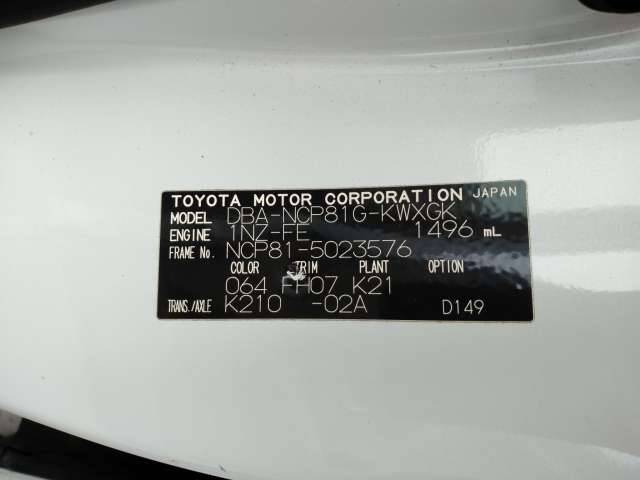 TOYOTA MOTOR CORPORATION JAPAN
MODEL DBA-NCP81G-KWXGK
ENGINE 1NZ-FE 1496 mL
FRAME No. NCP81-5023576
COLOR TRIM PLANT OPTION
064 FH07 K21
TRANS./AXLE K210 -02A D149